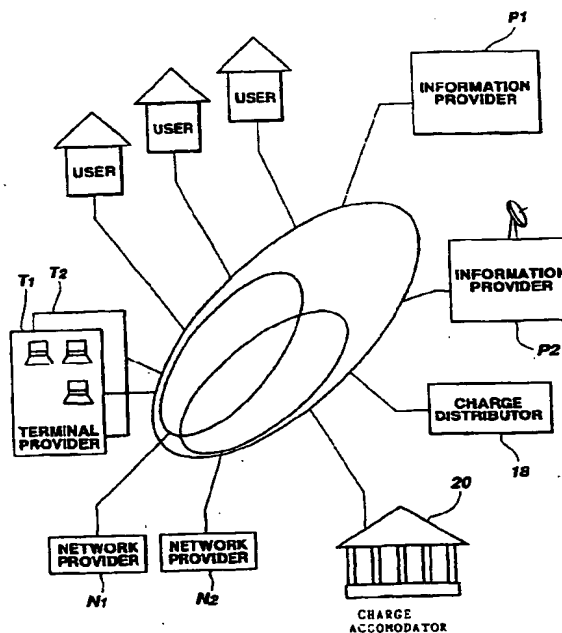 P1
USER
USER
USER
INFORMATION
PROVIDER
T1
T2
INFORMATION
PROVIDER
P2
TERMINAL
PROVIDER
CHARGE
DISTRIBUTOR
18
20
NETWORK
PROVIDER
NETWORK
PROVIDER
N1
N2
CHARGE
ACCOMODATOR